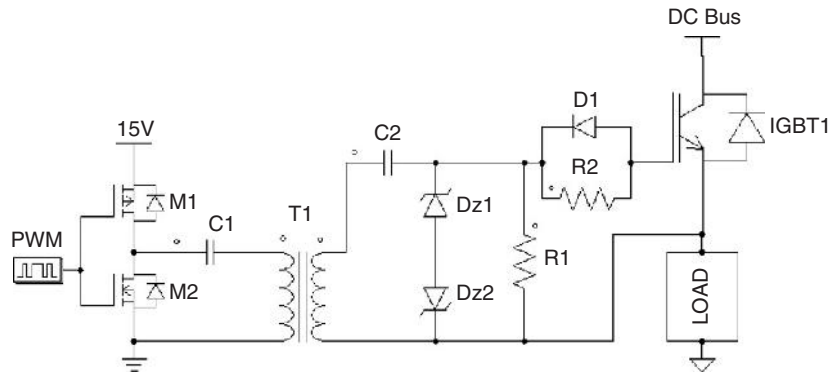 DC Bus
D1
IGBT1
15V
C2
R2
M1
C1
T1
Dz1
PWM
R1
M2
Dz2
LOAD